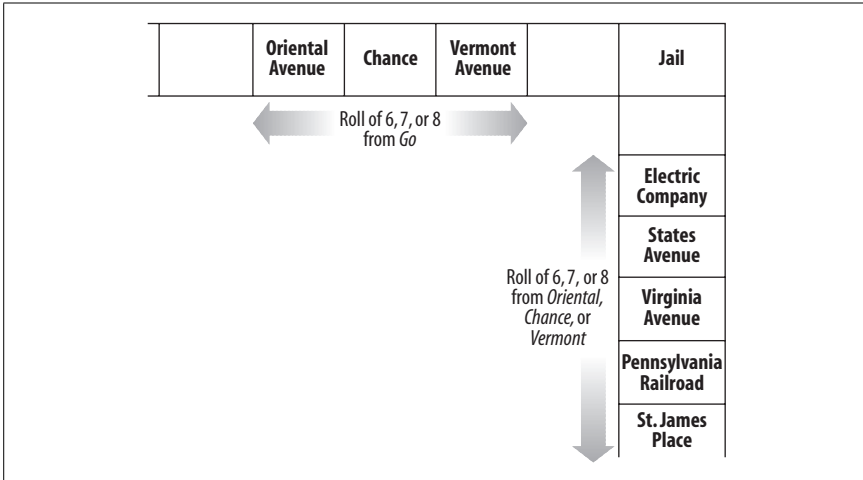 Oriental
Avenue
Chance
Vermont
Avenue
Jail
Roll of 6, 7, or 8
from Go
Electric
Company
States
Avenue
Roll of 6, 7, or 8
from Oriental,
Chance, or
Vermont
Virginia
Avenue
Pennsylvania
Railroad
St. James
Place